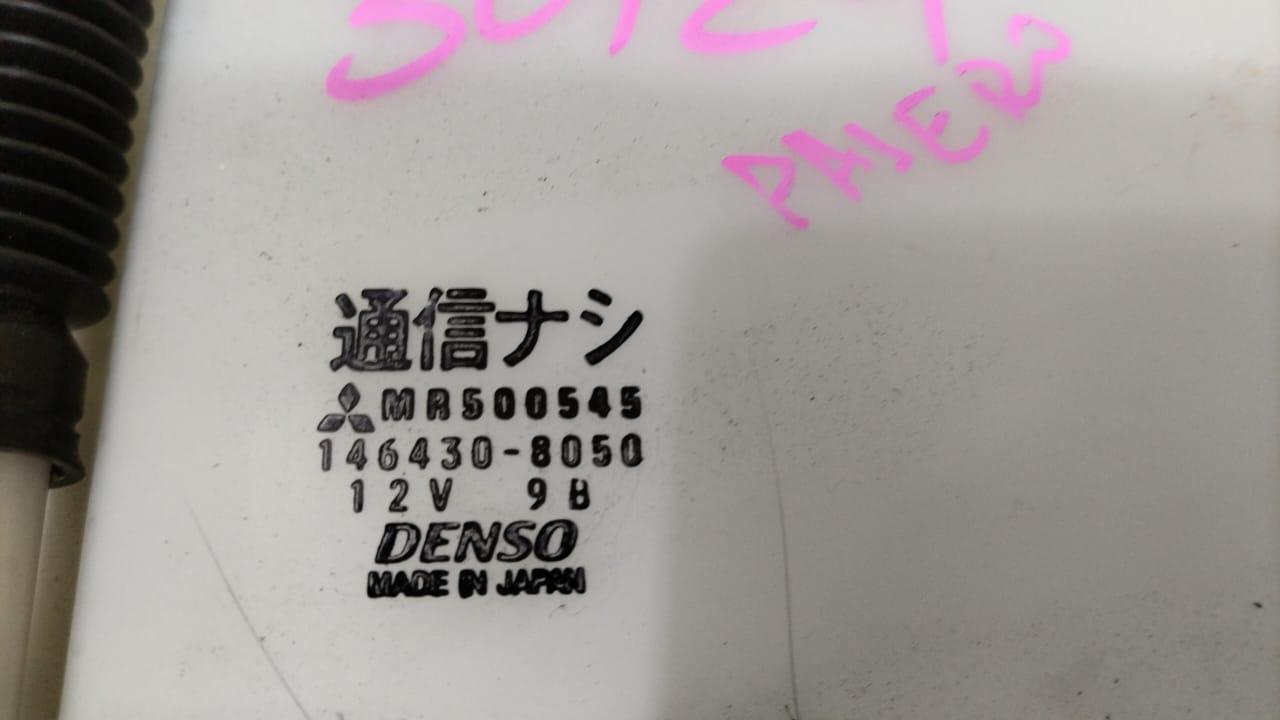 PAJERO
通信ナシ
MR500545
146430-8050
12V 9B
DENSO
MADE IN JAPAN